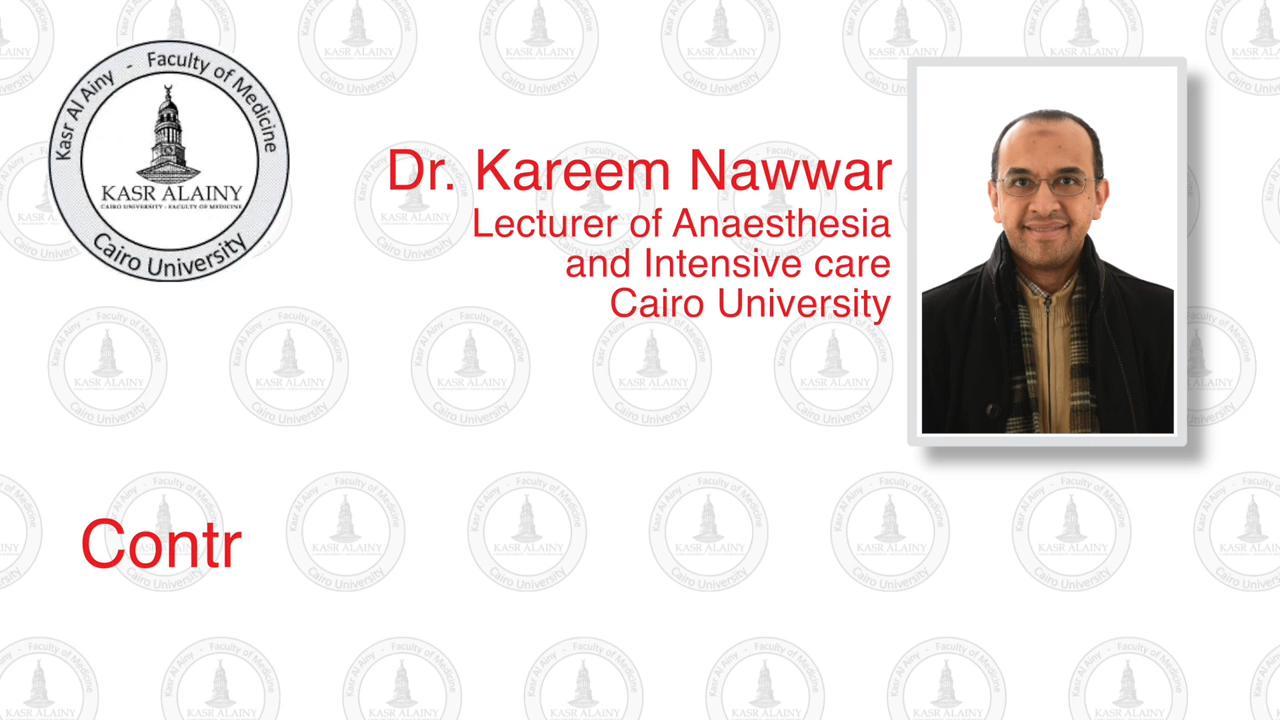 Kasr Al Ainy - Faculty of Medicine
KASR ALAINY
CAIRO UNIVERSITY - FACULTY OF MEDICINE
Cairo University
Dr. Kareem Nawwar
Lecturer of Anaesthesia
and Intensive care
Cairo University
Contr